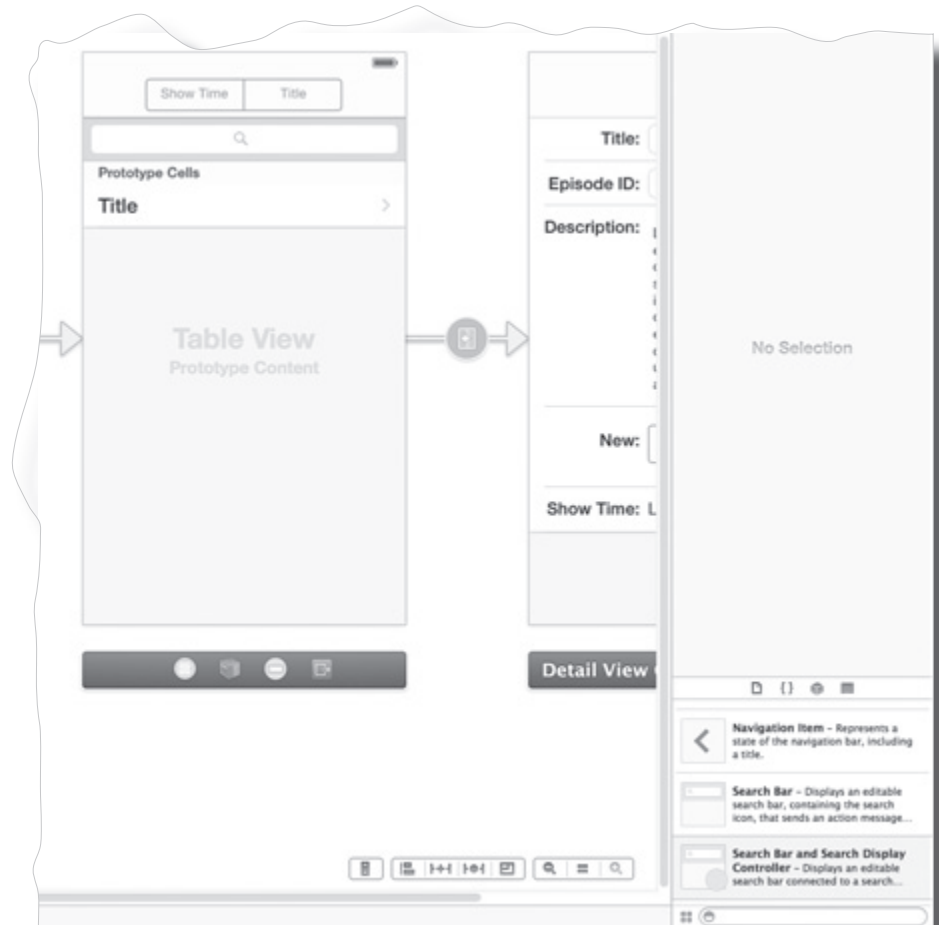 Show Time
Title
Prototype Cells
Title
Table View
Prototype Content
Title:
Episode ID:
Description:
New:
Show Time: L
Detail View
No Selection
{ }
Navigation Item – Represents a
state of the navigation bar, including
a title.
Search Bar – Displays an editable
search bar, containing the search
icon, that sends an action message...
Search Bar and Search Display
Controller – Displays an editable
search bar connected to a search...